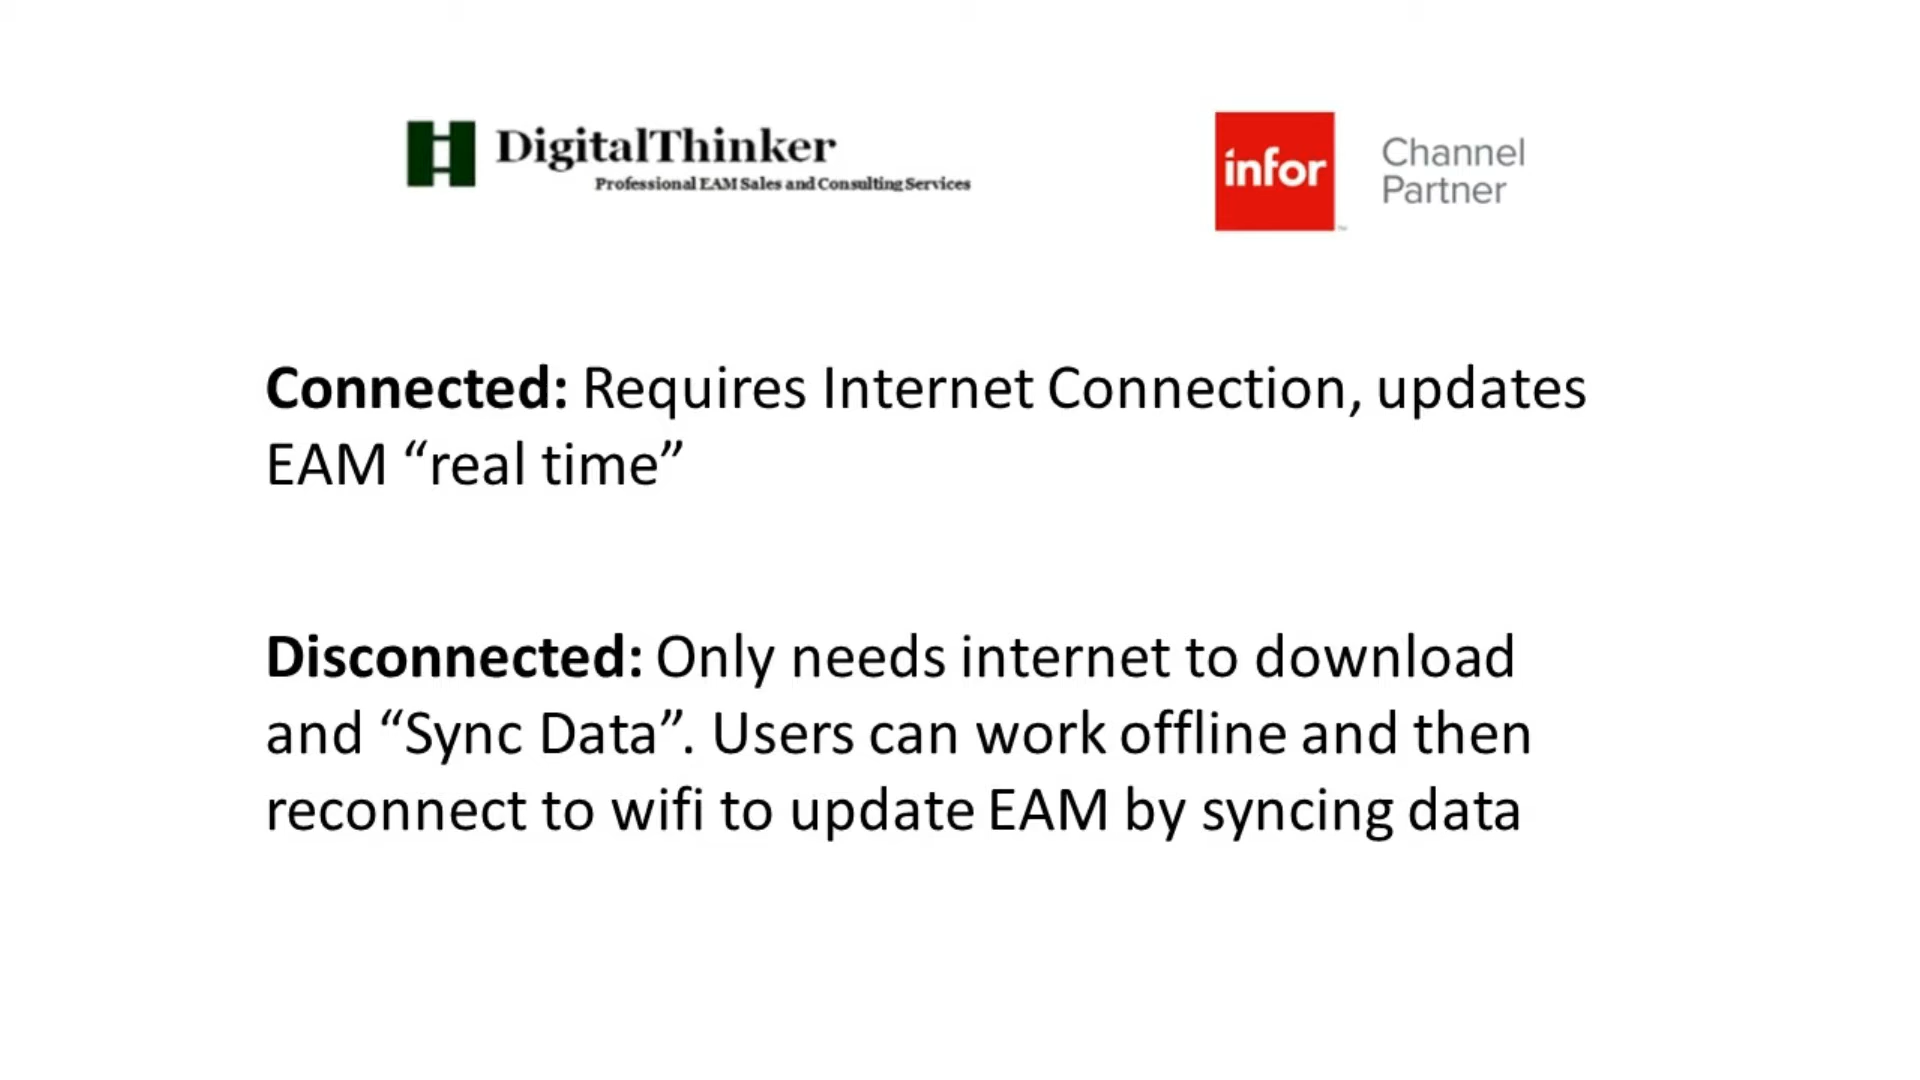 DigitalThinker
Professional EAM Sales and Consulting Services
infor
™
Channel
Partner
Connected: Requires Internet Connection, updates
EAM “real time”
Disconnected: Only needs internet to download
and “Sync Data”. Users can work offline and then
reconnect to wifi to update EAM by syncing data